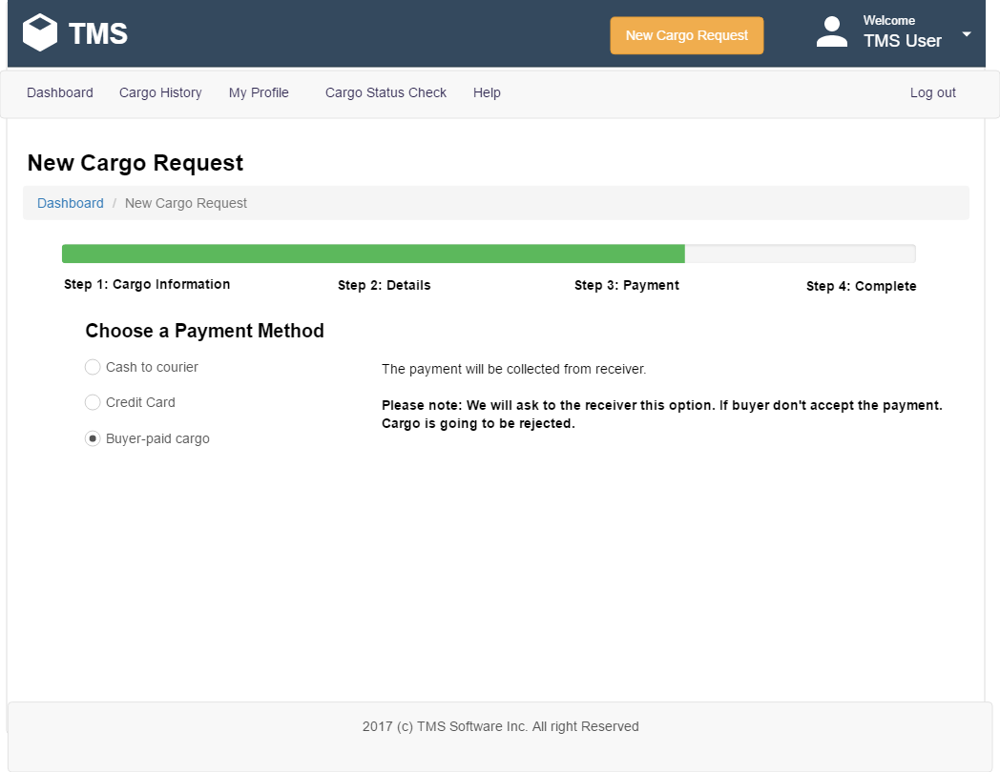 TMS
New Cargo Request
Welcome
TMS User
Dashboard Cargo History My Profile Cargo Status Check Help Log out
New Cargo Request
Dashboard / New Cargo Request
Step 1: Cargo Information Step 2: Details Step 3: Payment Step 4: Complete
Choose a Payment Method
Cash to courier
The payment will be collected from receiver.
Credit Card
Please note: We will ask to the receiver this option. If buyer don't accept the payment.
Cargo is going to be rejected.
Buyer-paid cargo
2017 (c) TMS Software Inc. All right Reserved